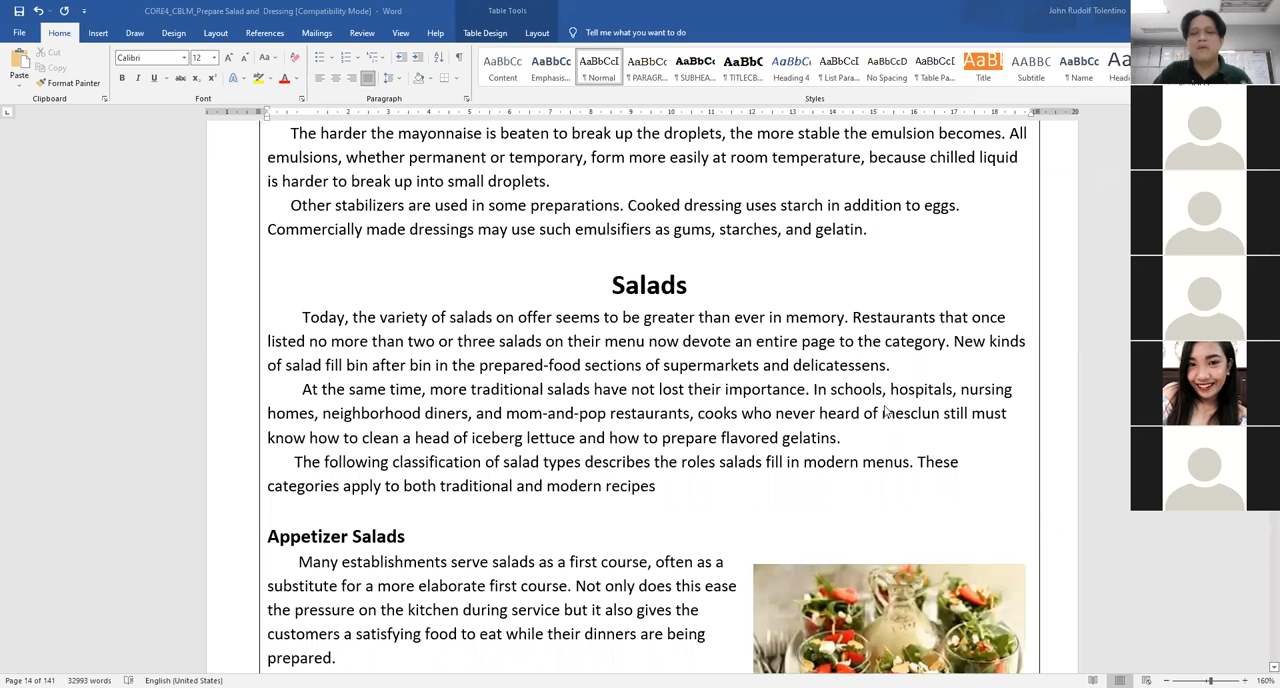 CORE4_CBLM_Prepare Salad and Dressing [Compatibility Mode] - Word
Table Tools
John Rudolf Tolentino
File Home Insert Draw Design Layout References Mailings Review View Help Table Design Layout Tell me what you want to do
Paste
Cut
Copy
Format Painter
Clipboard
Calibri 12
Font
Paragraph
AaBbCc Content
AaBbCc Emphasis...
AaBbCcI ¶ Normal
AaBbCc ¶ PARAGR...
AaBbCc ¶ SUBHEA...
AaBbC ¶ TITLECB...
AaBbCc Heading 4
AaBbCcI ¶ List Para...
AaBbCcD No Spacing
AaBbCcI ¶ Table Pa...
AaBl Title
AABBC Subtitle
AaBbCc ¶ Name
Aa Headi
Styles
The harder the mayonnaise is beaten to break up the droplets, the more stable the emulsion becomes. All
emulsions, whether permanent or temporary, form more easily at room temperature, because chilled liquid
is harder to break up into small droplets.
Other stabilizers are used in some preparations. Cooked dressing uses starch in addition to eggs.
Commercially made dressings may use such emulsifiers as gums, starches, and gelatin.
Salads
Today, the variety of salads on offer seems to be greater than ever in memory. Restaurants that once
listed no more than two or three salads on their menu now devote an entire page to the category. New kinds
of salad fill bin after bin in the prepared-food sections of supermarkets and delicatessens.
At the same time, more traditional salads have not lost their importance. In schools, hospitals, nursing
homes, neighborhood diners, and mom-and-pop restaurants, cooks who never heard of mesclun still must
know how to clean a head of iceberg lettuce and how to prepare flavored gelatins.
The following classification of salad types describes the roles salads fill in modern menus. These
categories apply to both traditional and modern recipes
Appetizer Salads
Many establishments serve salads as a first course, often as a
substitute for a more elaborate first course. Not only does this ease
the pressure on the kitchen during service but it also gives the
customers a satisfying food to eat while their dinners are being
prepared.
Page 14 of 141 32993 words English (United States) 160%